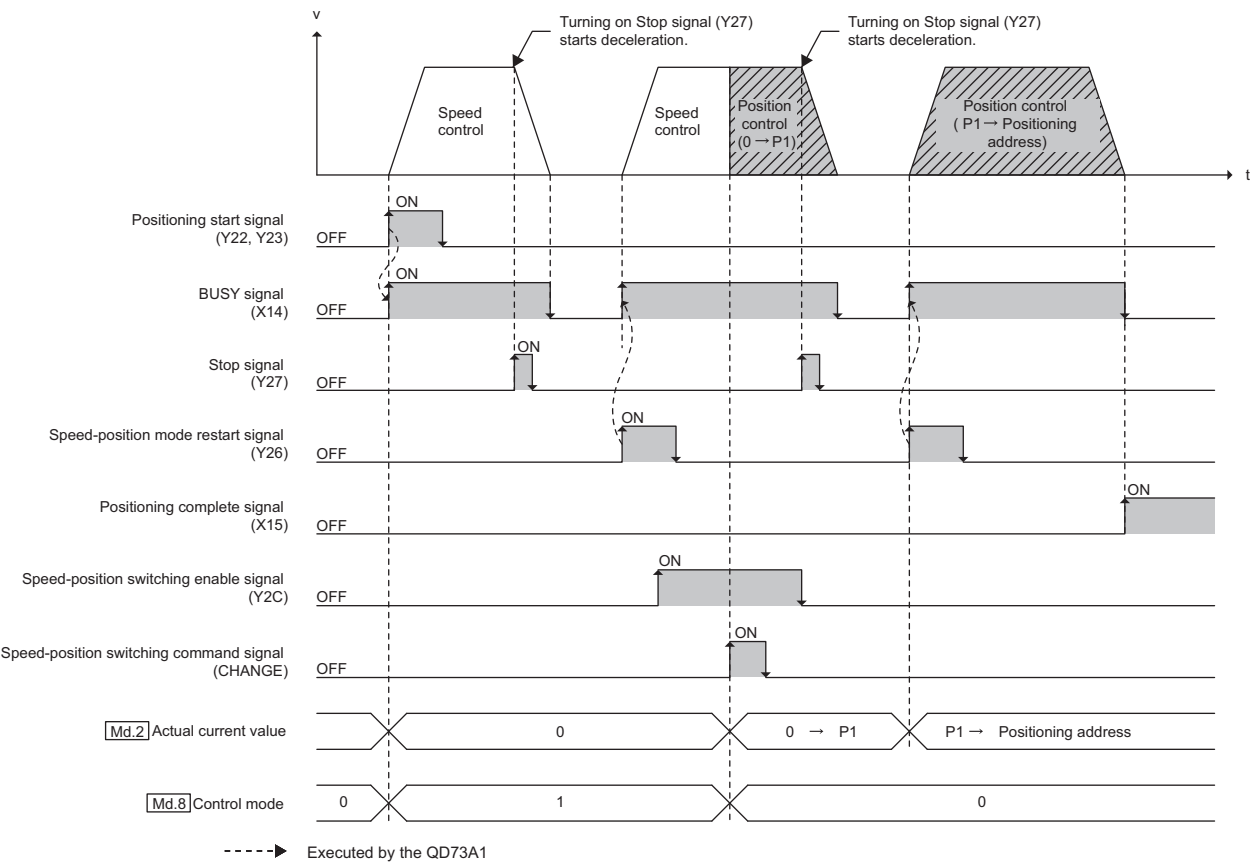 v
Turning on Stop signal (Y27)
starts deceleration.
Turning on Stop signal (Y27)
starts deceleration.
Speed
control
Speed
control
Position
control
(0 → P1)
Position control
( P1→ Positioning
address)
t
Positioning start signal
(Y22, Y23)
OFF
ON
BUSY signal
(X14)
OFF
ON
Stop signal
(Y27)
OFF
ON
Speed-position mode restart signal
(Y26)
OFF
ON
Positioning complete signal
(X15)
OFF
ON
Speed-position switching enable signal
(Y2C)
OFF
ON
Speed-position switching command signal
(CHANGE)
OFF
ON
Md.2 Actual current value
0
0 → P1
P1→ Positioning address
Md.8 Control mode
0
1
0
Executed by the QD73A1